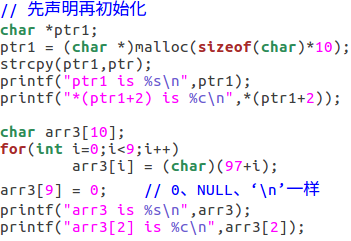 // 先声明再初始化
char *ptr1;
ptr1 = (char *)malloc(sizeof(char)*10);
strcpy(ptr1,ptr);
printf("ptr1 is %s\n",ptr1);
printf("*(ptr1+2) is %c\n",*(ptr1+2));
char arr3[10];
for(int i=0;i<9;i++)
arr3[i] = (char)(97+i);
arr3[9] = 0; // 0、NULL、‘\n’一样
printf("arr3 is %s\n",arr3);
printf("arr3[2] is %c\n",arr3[2]);